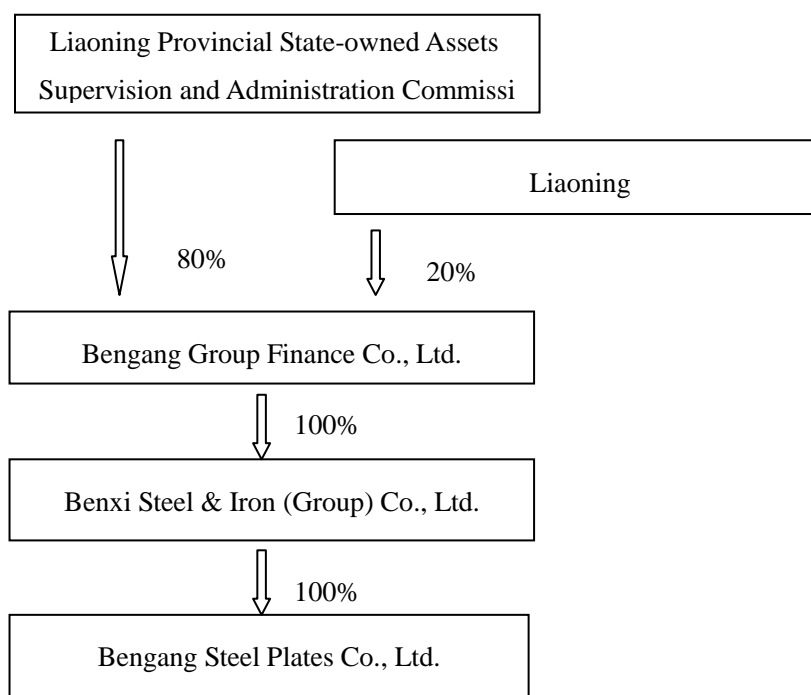 Liaoning Provincial State-owned Assets
Supervision and Administration Commissi
Liaoning
80%
20%
Bengang Group Finance Co., Ltd.
100%
Benxi Steel & Iron (Group) Co., Ltd.
100%
Bengang Steel Plates Co., Ltd.